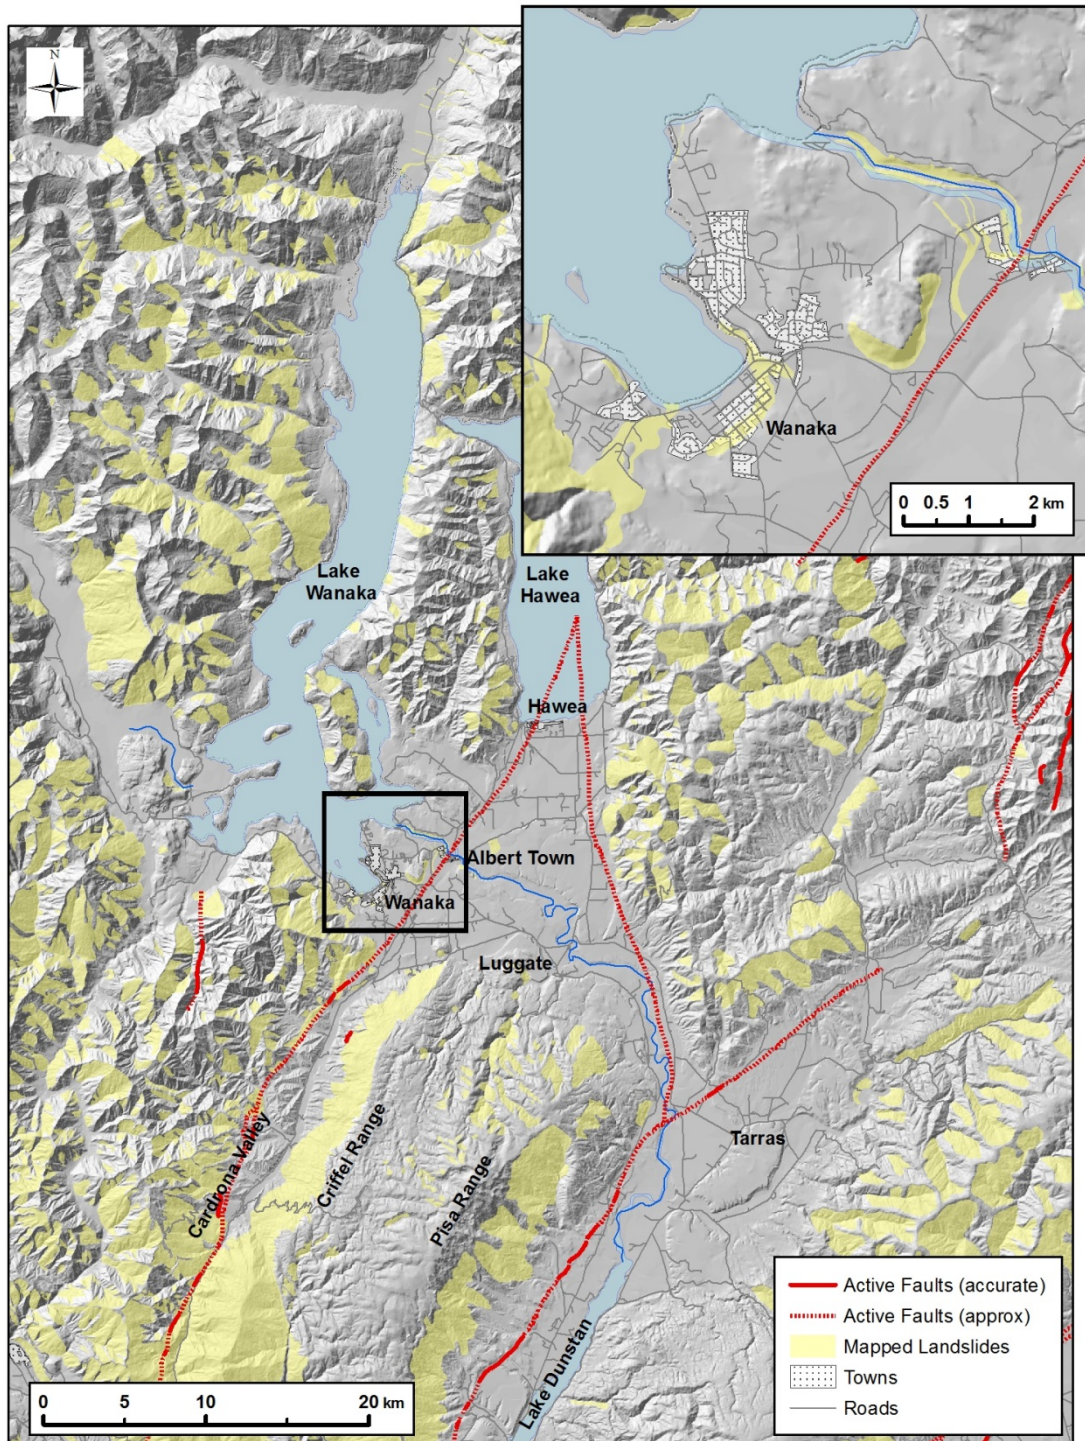 N
Wanaka
0 0.5 1 2 km
Lake
Wanaka
Lake
Hawea
Hawea
Albert Town
Wanaka
Luggate
Cardrona Valley
Criffel Range
Pisa Range
Tarras
Lake Dunstan
Active Faults (accurate)
Active Faults (approx)
Mapped Landslides
Towns
Roads
0 5 10 20 km